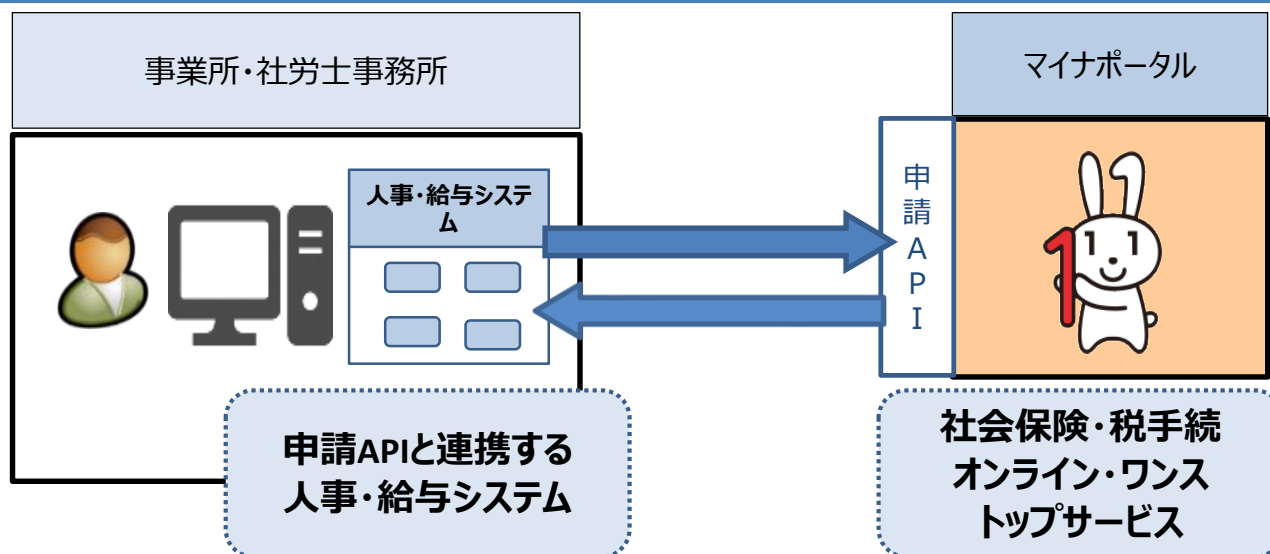 事業所・社労士事務所
マイナポータル
人事・給与システ
ム
申
請
A
P
I
1
申請APIと連携する
人事・給与システム
社会保険・税手続
オンライン・ワンス
トップサービス